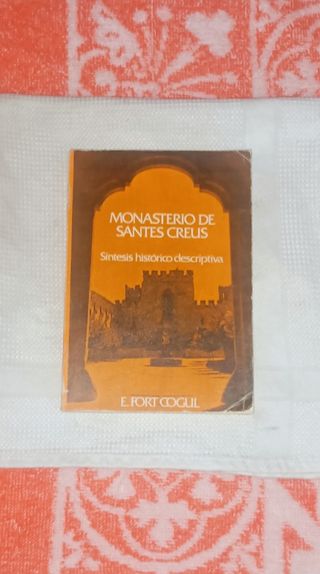 MONASTERIO DE
SANTES CREUS
Síntesis histórico descriptiva
E. FORT COGUL